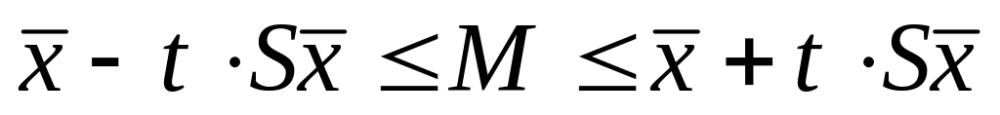 x̅ - t ·Sx̅ ≤M ≤x̅ + t ·Sx̅